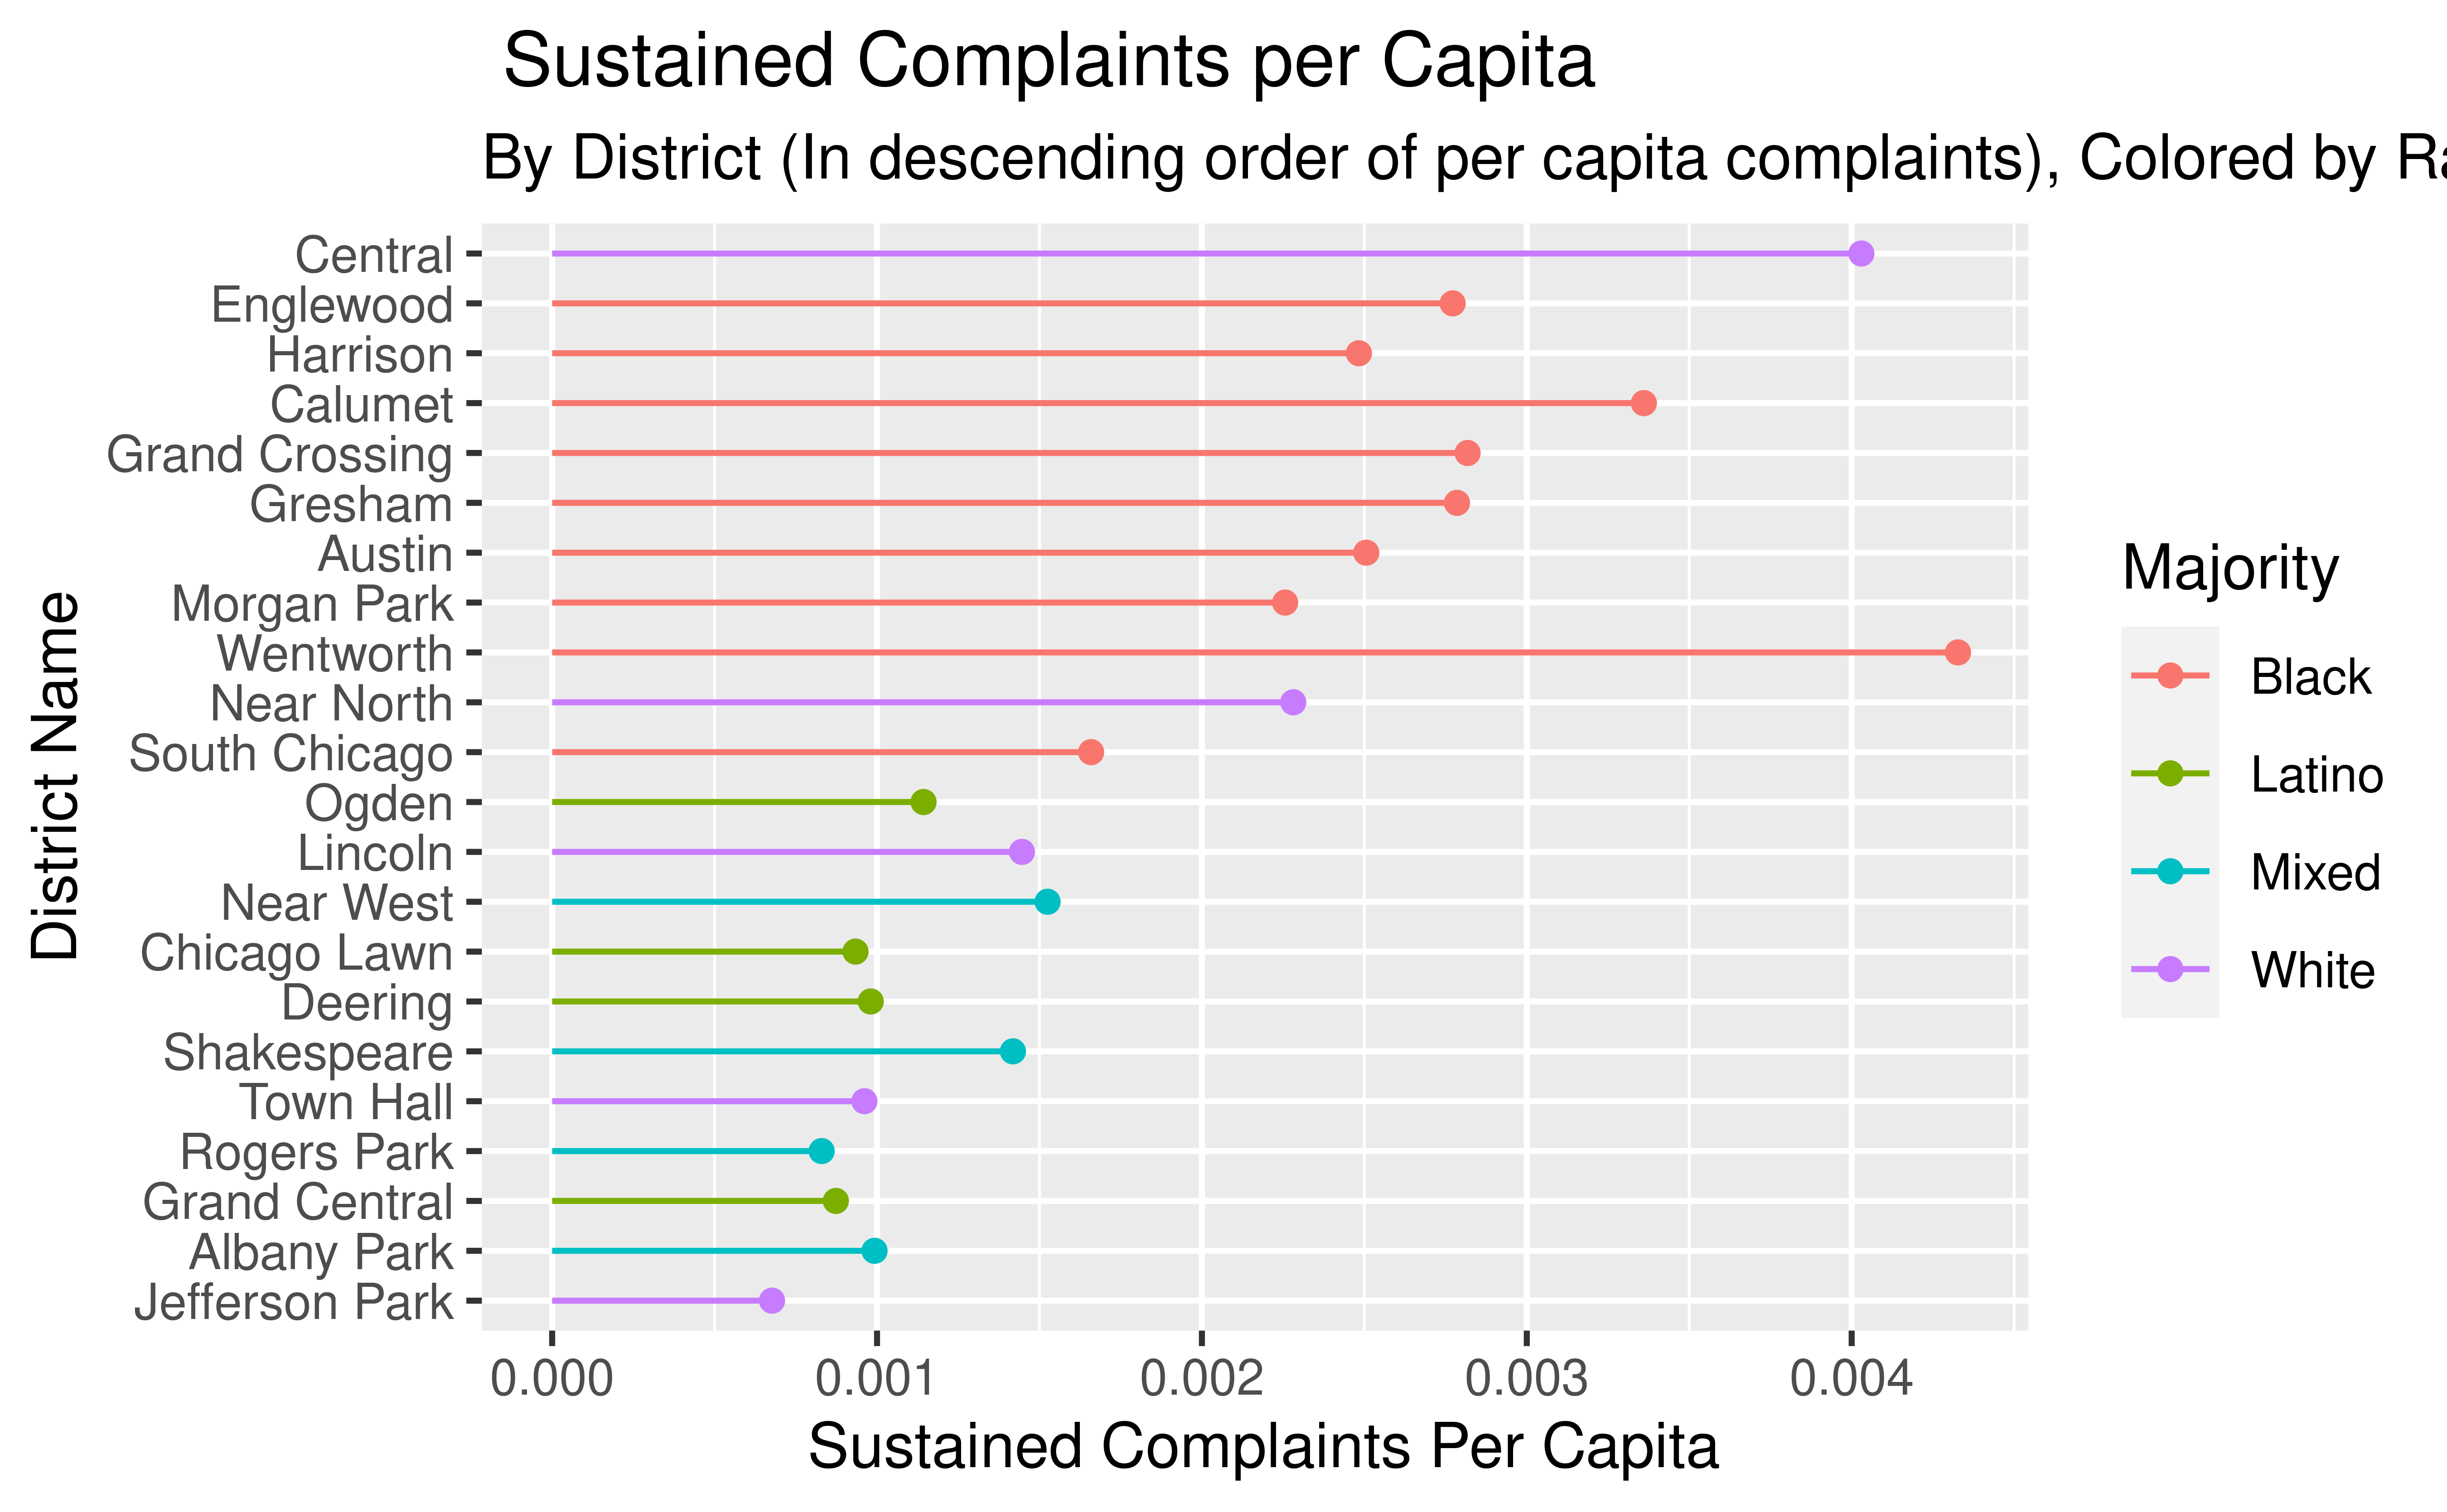 Sustained Complaints per Capita
By District (In descending order of per capita complaints), Colored by
Central
Englewood
Harrison
Calumet
Grand Crossing
Gresham
Austin
Morgan Park
Wentworth
Near North
South Chicago
Ogden
Lincoln
Near West
Chicago Lawn
Deering
Shakespeare
Town Hall
Rogers Park
Grand Central
Albany Park
Jefferson Park
District Name
0.000 0.001 0.002 0.003 0.004
Sustained Complaints Per Capita
Majority
Black
Latino
Mixed
White